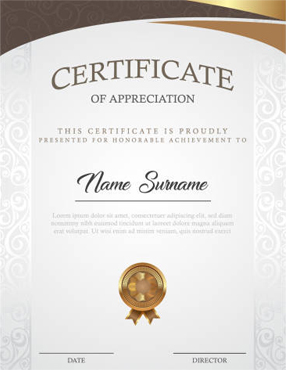 CERTIFICATE
OF APPRECIATION
THIS CERTIFICATE IS PROUDLY
PRESENTED FOR HONORABLE ACHIEVEMENT TO
Name Surname
Lorem ipsum dolor sit amet, consectetuer adipiscing elit, sed diam
nonummy nibh euismod tincidunt ut laoreet dolore magna aliquam
erat volutpat. Ut wisi enim ad minim veniam, quis nostrud exerci
DATE
DIRECTOR